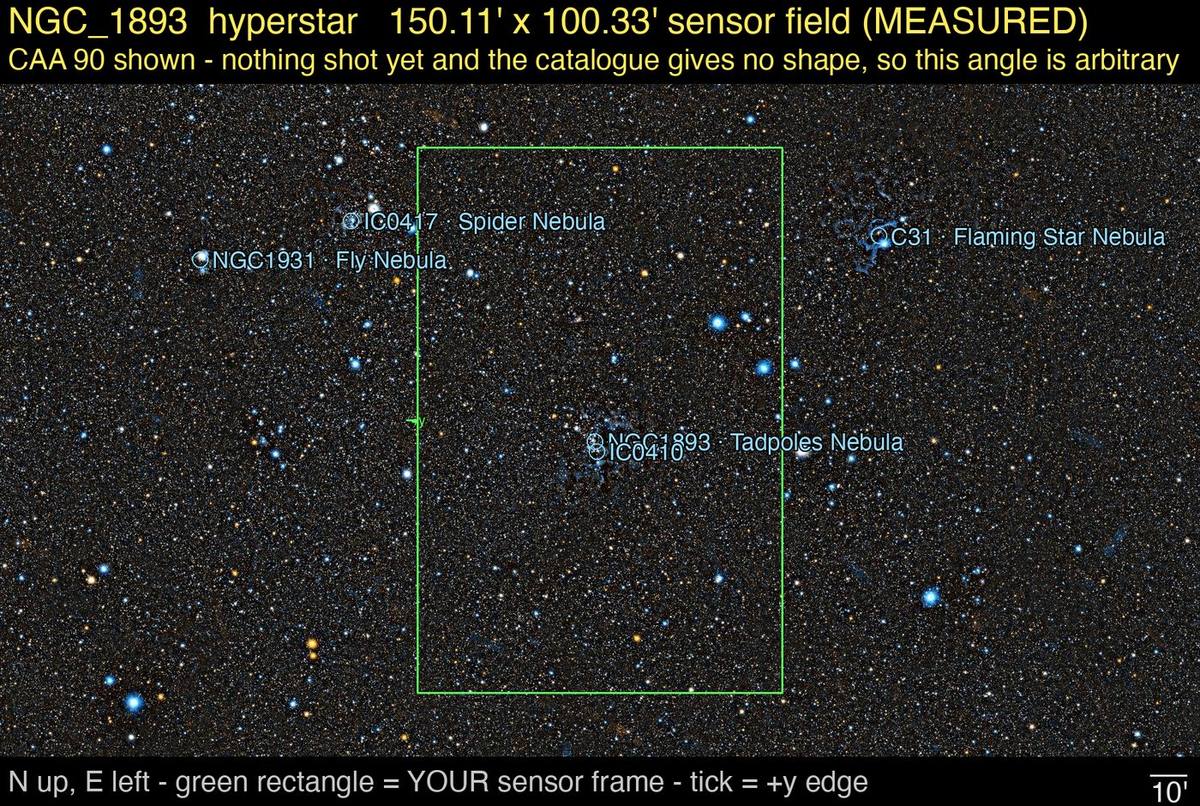 NGC_1893 hyperstar 150.11' x 100.33' sensor field (MEASURED)
CAA 90 shown - nothing shot yet and the catalogue gives no shape, so this angle is arbitrary
IC0417 · Spider Nebula
C31 · Flaming Star Nebula
NGC1931 · Fly Nebula
+y
NGC1893 · Tadpoles Nebula
IC0410
N up, E left - green rectangle = YOUR sensor frame - tick = +y edge
10'